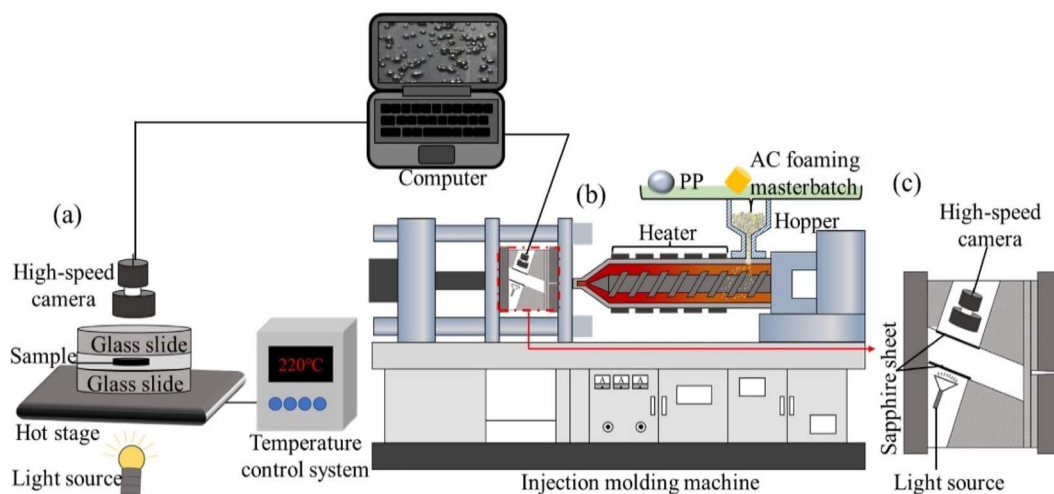 Computer
(a)
High-speed
camera
Glass slide
Sample
Glass slide
Hot stage
Light source
220°C
Temperature
control system
(b)
PP
AC foaming
masterbatch
Hopper
Heater
A A A
Injection molding machine
(c)
High-speed
camera
Sapphire sheet
Light source